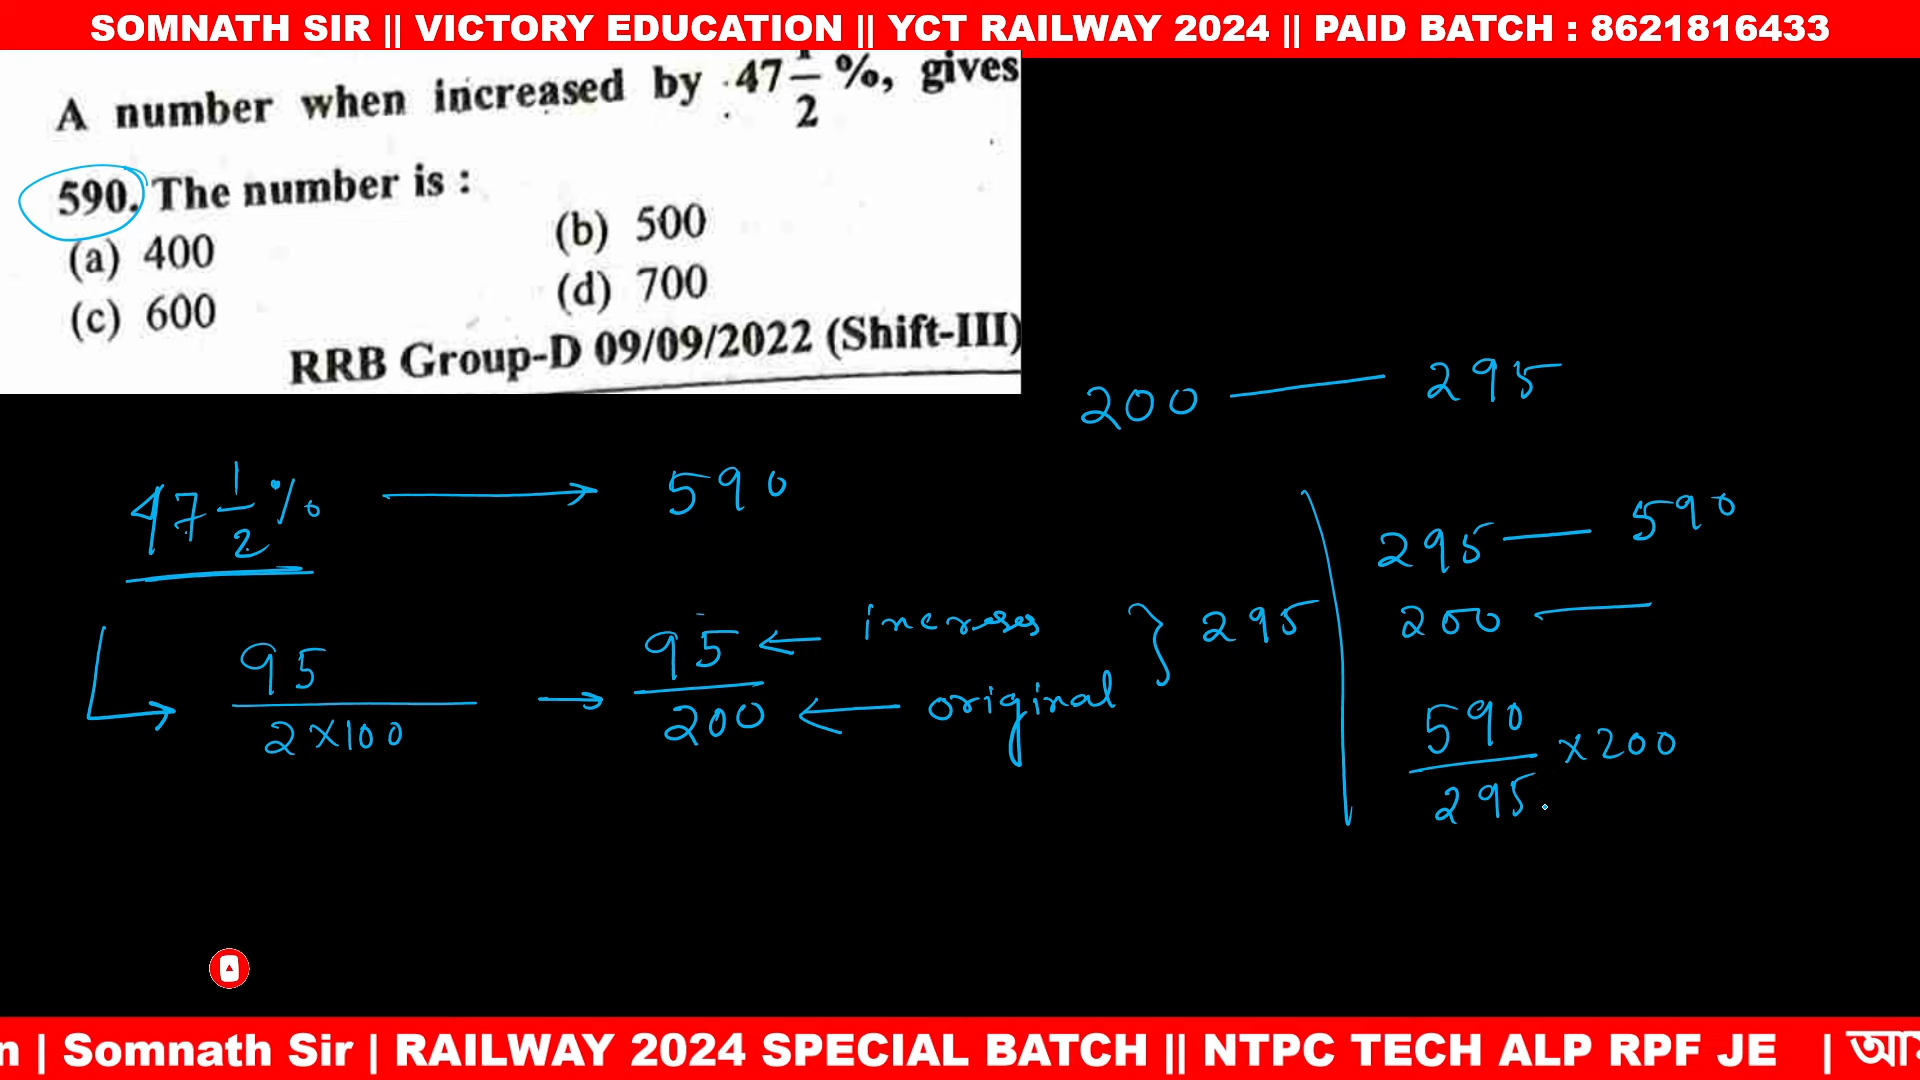 SOMNATH SIR || VICTORY EDUCATION || YCT RAILWAY 2024 || PAID BATCH : 8621816433
A number when increased by 47 1/2 %, gives
590. The number is :
(a) 400 (b) 500
(c) 600 (d) 700
RRB Group-D 09/09/2022 (Shift-III)
200 — 295
47 1/2 % → 590
295 — 590
200 —
95/2×100 → 95/200 ← increses ← original } 295
590/295 ×200
n | Somnath Sir | RAILWAY 2024 SPECIAL BATCH || NTPC TECH ALP RPF JE |